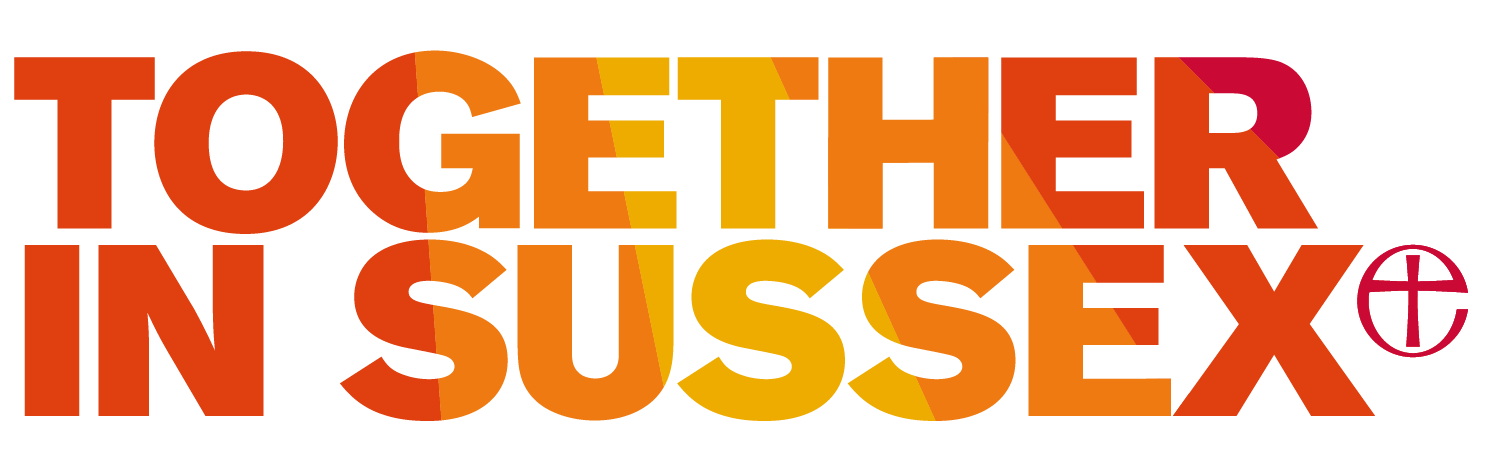 TOGETHER
IN SUSSEX